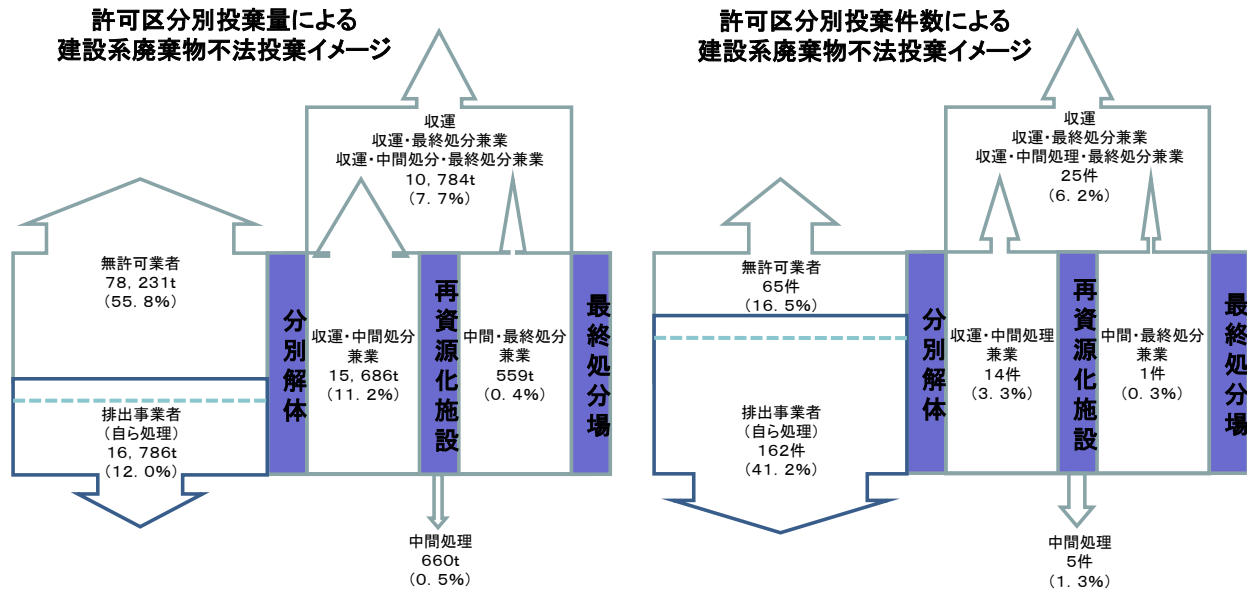 許可区分別投棄量による
建設系廃棄物不法投棄イメージ
収運
収運・最終処分兼業
収運・中間処分・最終処分兼業
10, 784t
(7. 7%)
無許可業者
78, 231t
(55. 8%)
分別解体
収運・中間処分
兼業
15, 686t
(11. 2%)
再資源化施設
中間・最終処分
兼業
559t
(0. 4%)
最終処分場
排出事業者
(自ら処理)
16, 786t
(12. 0%)
中間処理
660t
(0. 5%)
許可区分別投棄件数による
建設系廃棄物不法投棄イメージ
収運
収運・最終処分兼業
収運・中間処理・最終処分兼業
25件
(6. 2%)
無許可業者
65件
(16. 5%)
分別解体
収運・中間処理
兼業
14件
(3. 3%)
再資源化施設
中間・最終処分
兼業
1件
(0. 3%)
最終処分場
排出事業者
(自ら処理)
162件
(41. 2%)
中間処理
5件
(1. 3%)